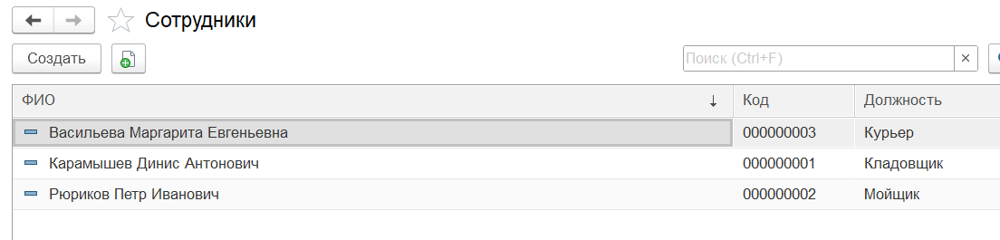 Сотрудники
Создать
Поиск (Ctrl+F)
ФИО Код Должность
Васильева Маргарита Евгеньевна 000000003 Курьер
Карамышев Динис Антонович 000000001 Кладовщик
Рюриков Петр Иванович 000000002 Мойщик